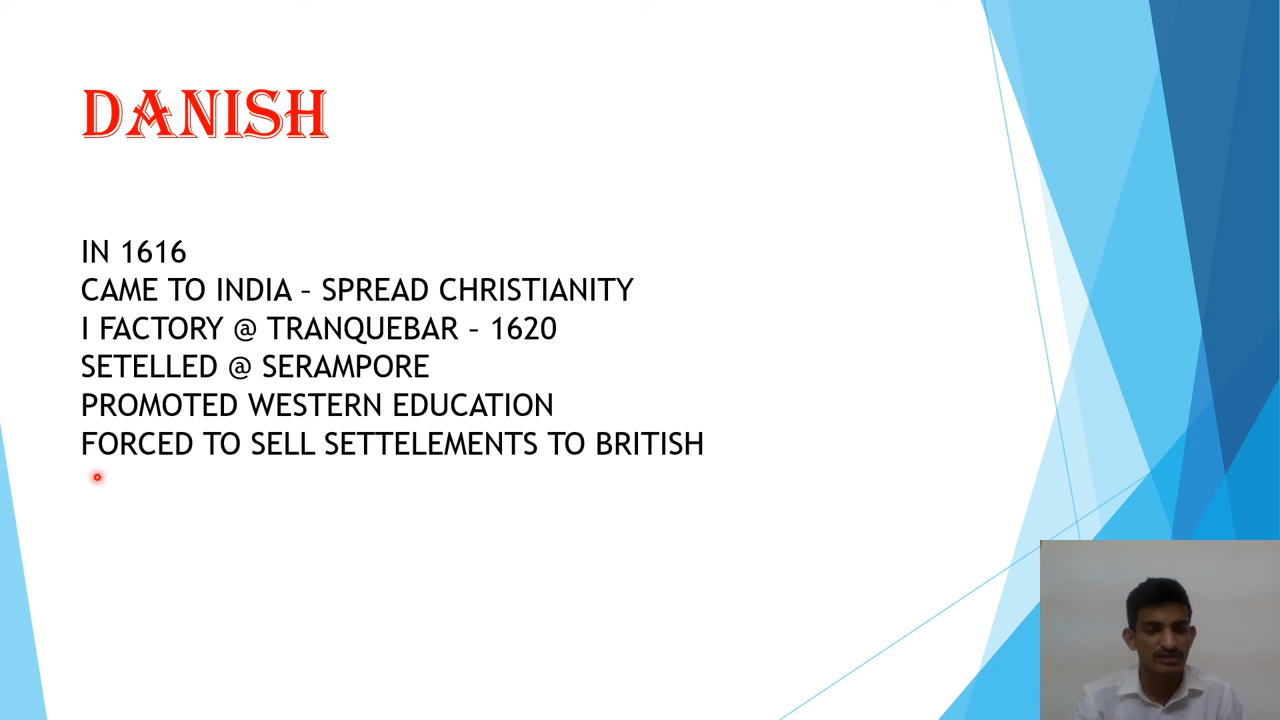 DANISH
IN 1616
CAME TO INDIA – SPREAD CHRISTIANITY
I FACTORY @ TRANQUEBAR – 1620
SETELLED @ SERAMPORE
PROMOTED WESTERN EDUCATION
FORCED TO SELL SETTELEMENTS TO BRITISH